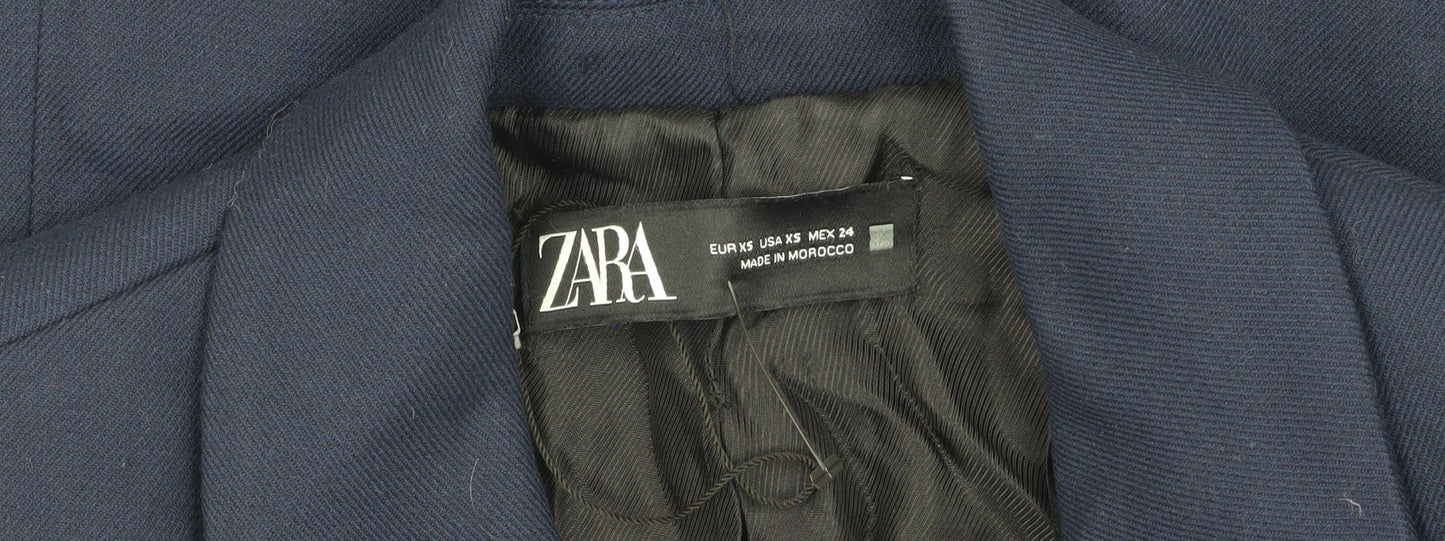 ZARA
EUR XS USA XS MEX 24
MADE IN MOROCCO